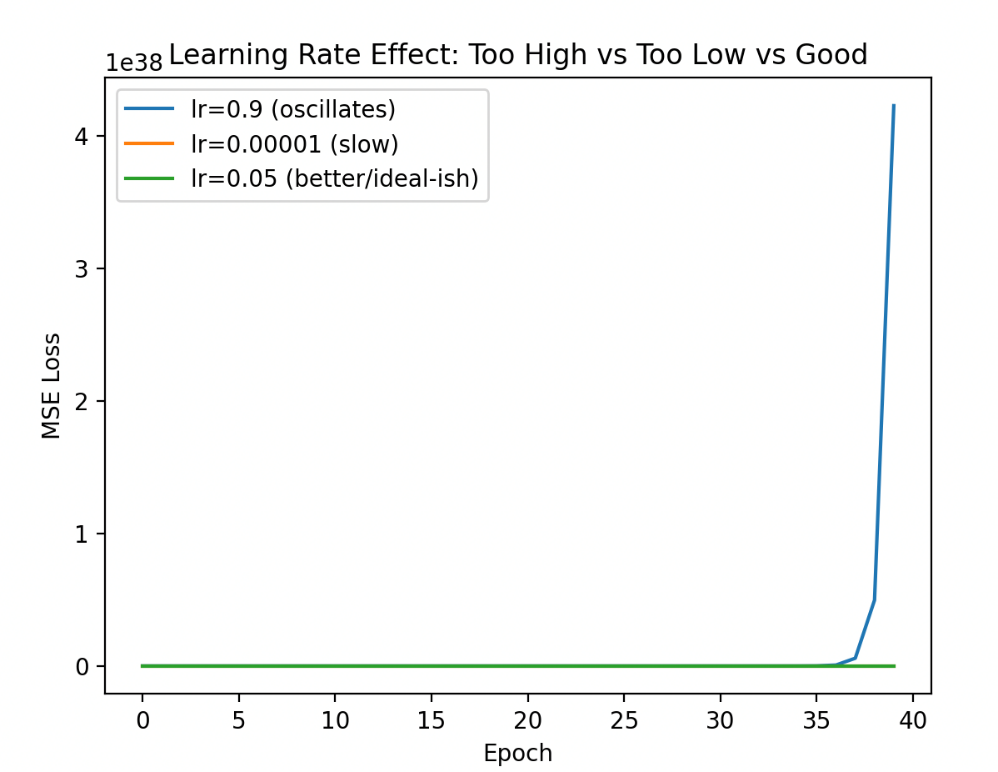 Learning Rate Effect: Too High vs Too Low vs Good
1e38
lr=0.9 (oscillates)
lr=0.00001 (slow)
lr=0.05 (better/ideal-ish)
4
3
2
1
0
MSE Loss
0 5 10 15 20 25 30 35 40
Epoch